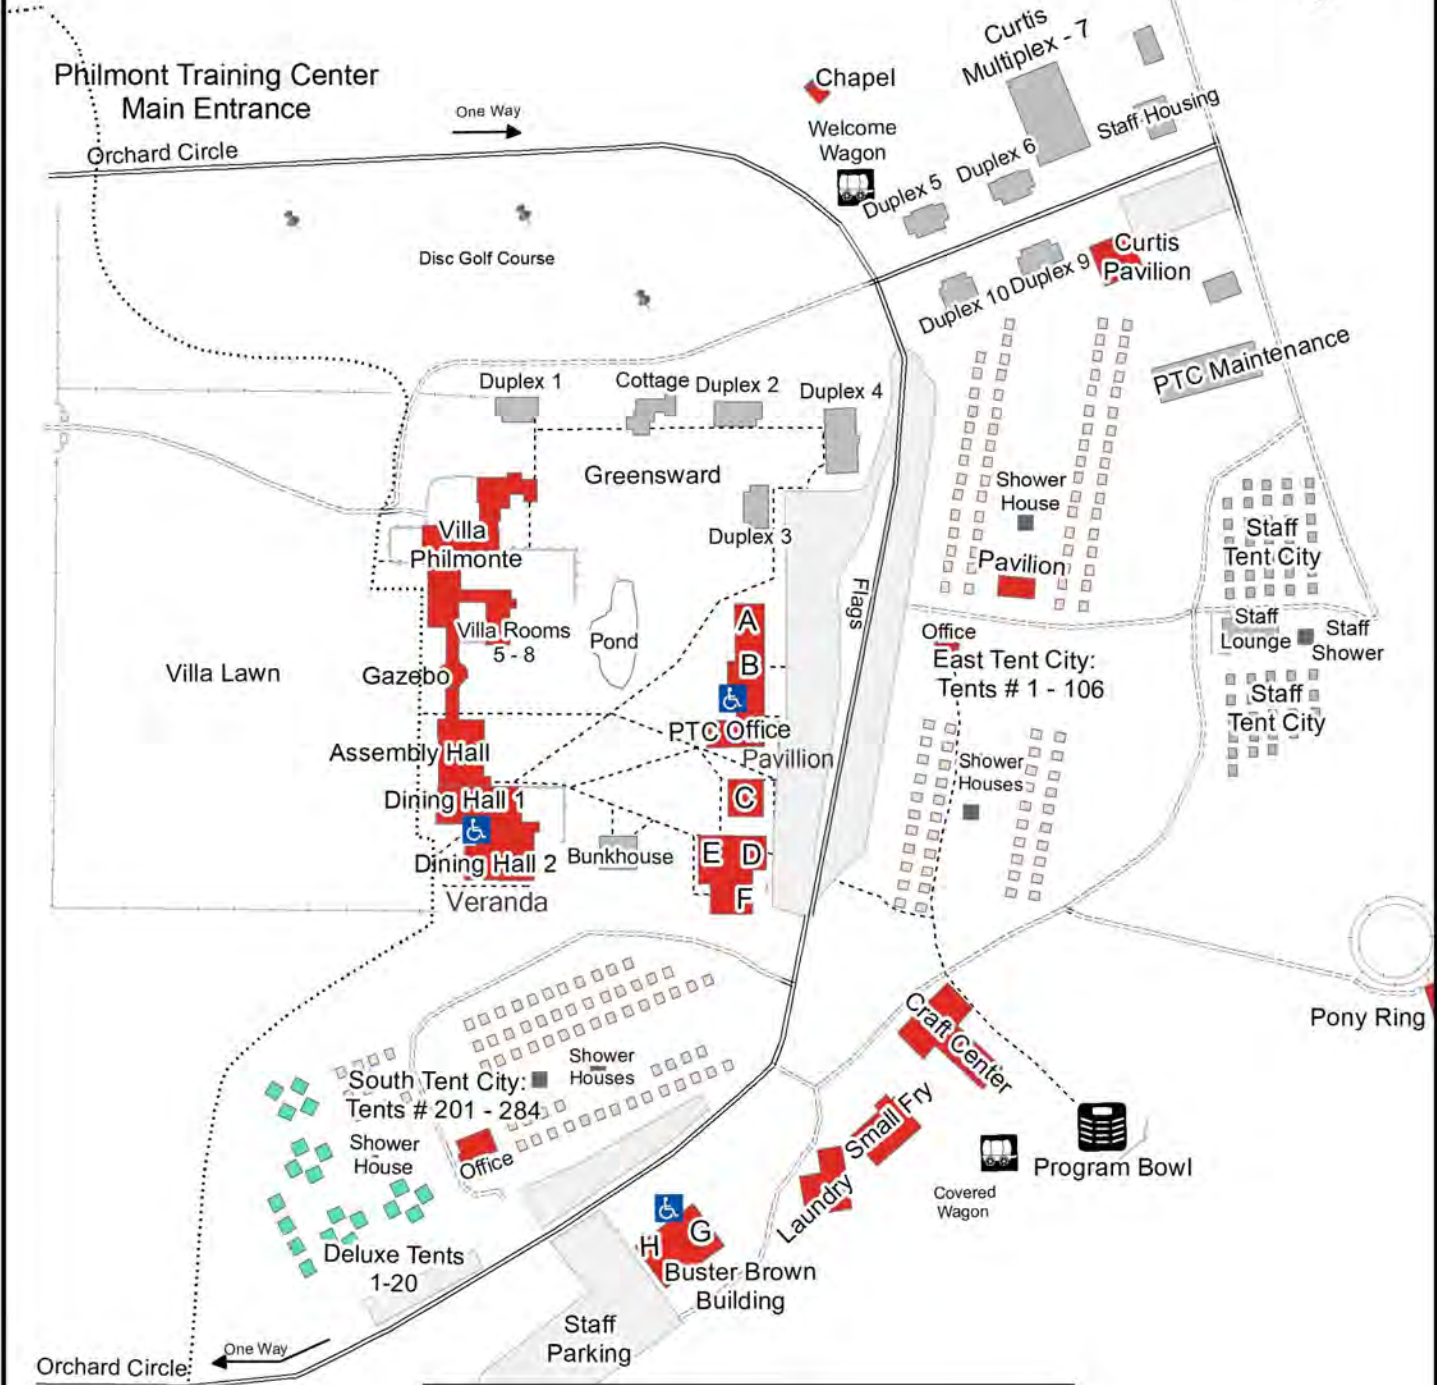 Curtis
Multiplex - 7
Philmont Training Center
Main Entrance
Chapel
One Way
Staff Housing
Welcome
Wagon
Orchard Circle
Duplex 6
Duplex 5
Disc Golf Course
Curtis
Pavilion
Duplex 9
Duplex 10
PTC Maintenance
Duplex 1
Cottage
Duplex 2
Duplex 4
Greensward
Shower
House
Duplex 3
Villa
Philmonte
Staff
Tent City
Pavilion
Flags
A
Villa Rooms
5 - 8
Pond
Office
Staff
Lounge
Staff
Shower
B
East Tent City:
Tents # 1 - 106
Villa Lawn
Gazebo
Staff
Tent City
PTC Office
Pavillion
Assembly Hall
Shower
Houses
Dining Hall 1
C
Dining Hall 2
Bunkhouse
E
D
F
Veranda
Craft Center
Pony Ring
Shower
Houses
South Tent City:
Tents # 201 - 284
Small Fry
Shower
House
Office
Program Bowl
Laundry
Covered
Wagon
G
H
Deluxe Tents
1-20
Buster Brown
Building
Staff
Parking
One Way
Orchard Circle